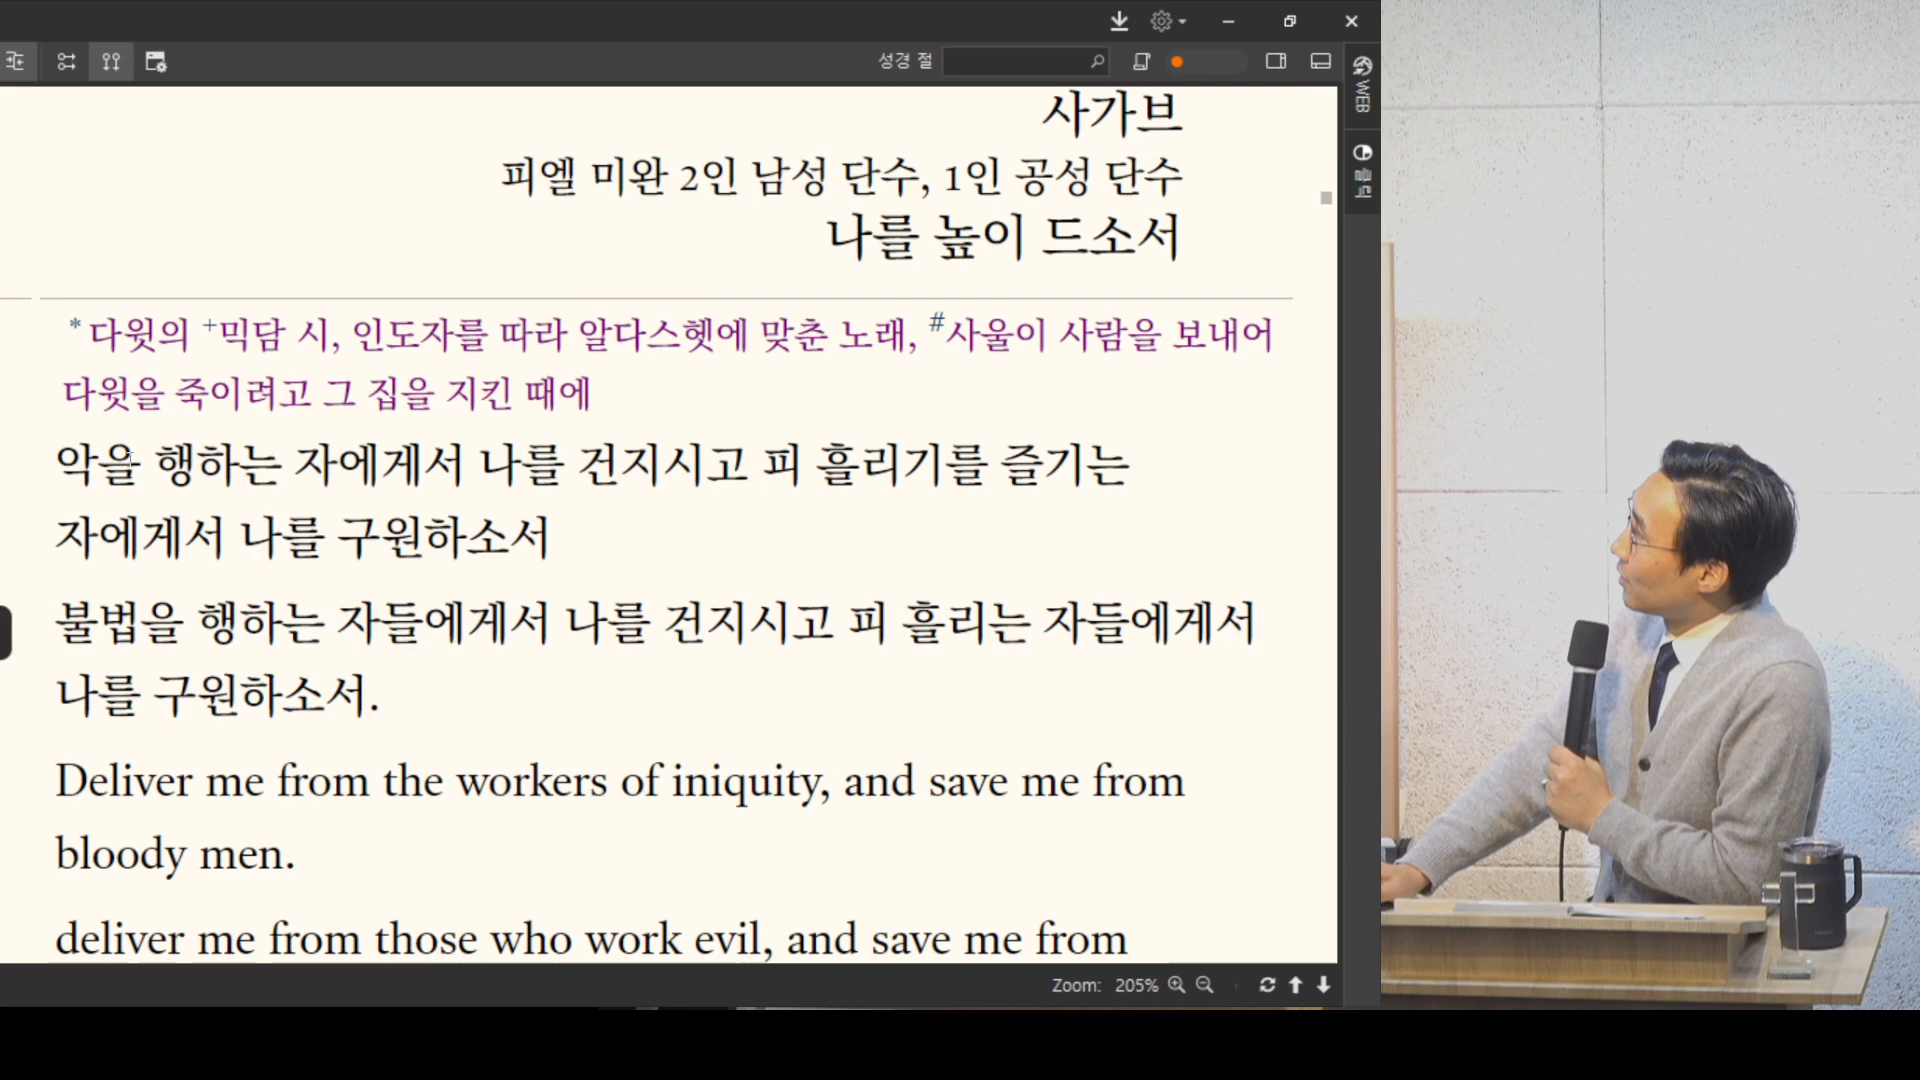 성경 절
WEB
클릭
사가브
피엘 미완 2인 남성 단수, 1인 공성 단수
나를 높이 드소서
* 다윗의 +믹담 시, 인도자를 따라 알다스헷에 맞춘 노래, #사울이 사람을 보내어
다윗을 죽이려고 그 집을 지킨 때에
악을 행하는 자에게서 나를 건지시고 피 흘리기를 즐기는
자에게서 나를 구원하소서
불법을 행하는 자들에게서 나를 건지시고 피 흘리는 자들에게서
나를 구원하소서.
Deliver me from the workers of iniquity, and save me from
bloody men.
deliver me from those who work evil, and save me from
Zoom: 205%